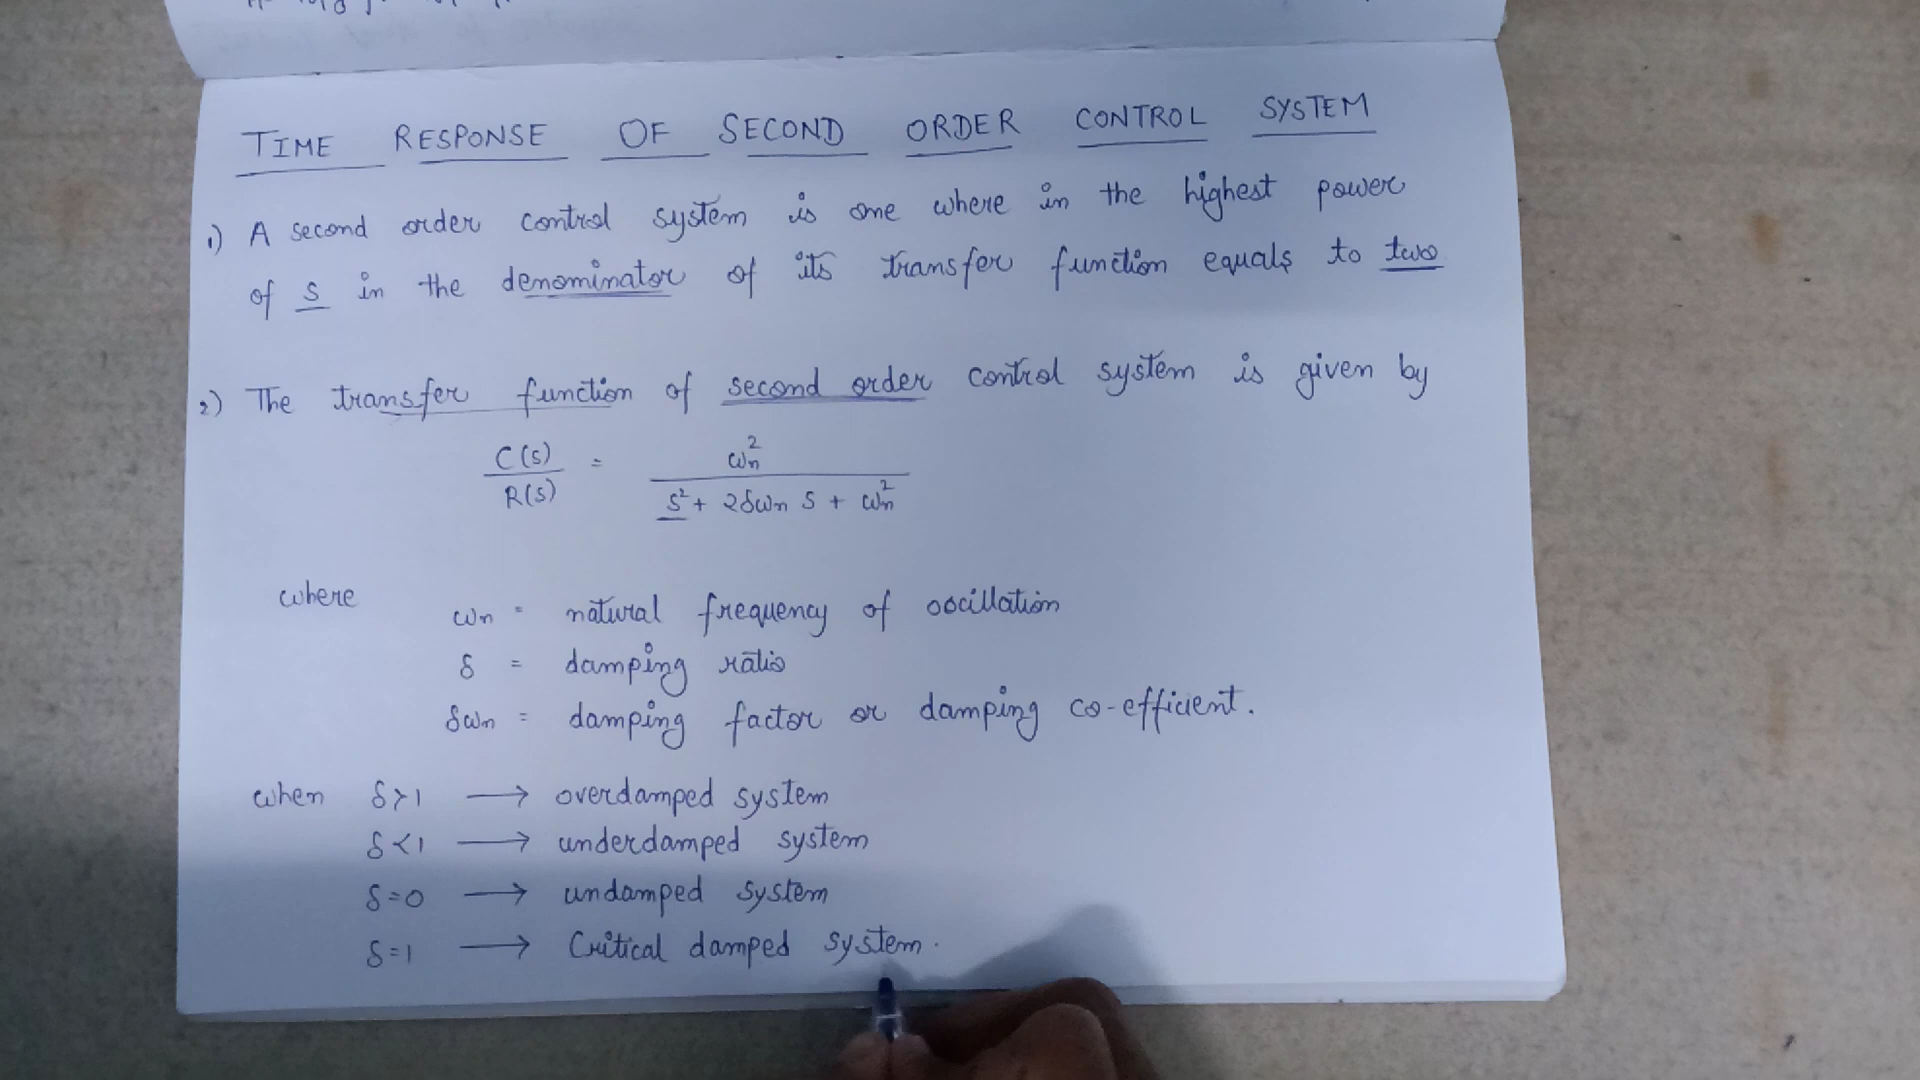 TIME RESPONSE OF SECOND ORDER CONTROL SYSTEM
1) A second order control system is one where in the highest power
of s in the denominator of its transfer function equals to two
2) The transfer function of second order control system is given by
C(s)/R(s) = ωn²/(s² + 2δωn s + ωn²)
where ωn = natural frequency of oscillation
δ = damping ratio
δωn = damping factor or damping co-efficient.
when δ>1 → overdamped system
δ<1 → underdamped system
δ=0 → undamped system
δ=1 → Critical damped system.